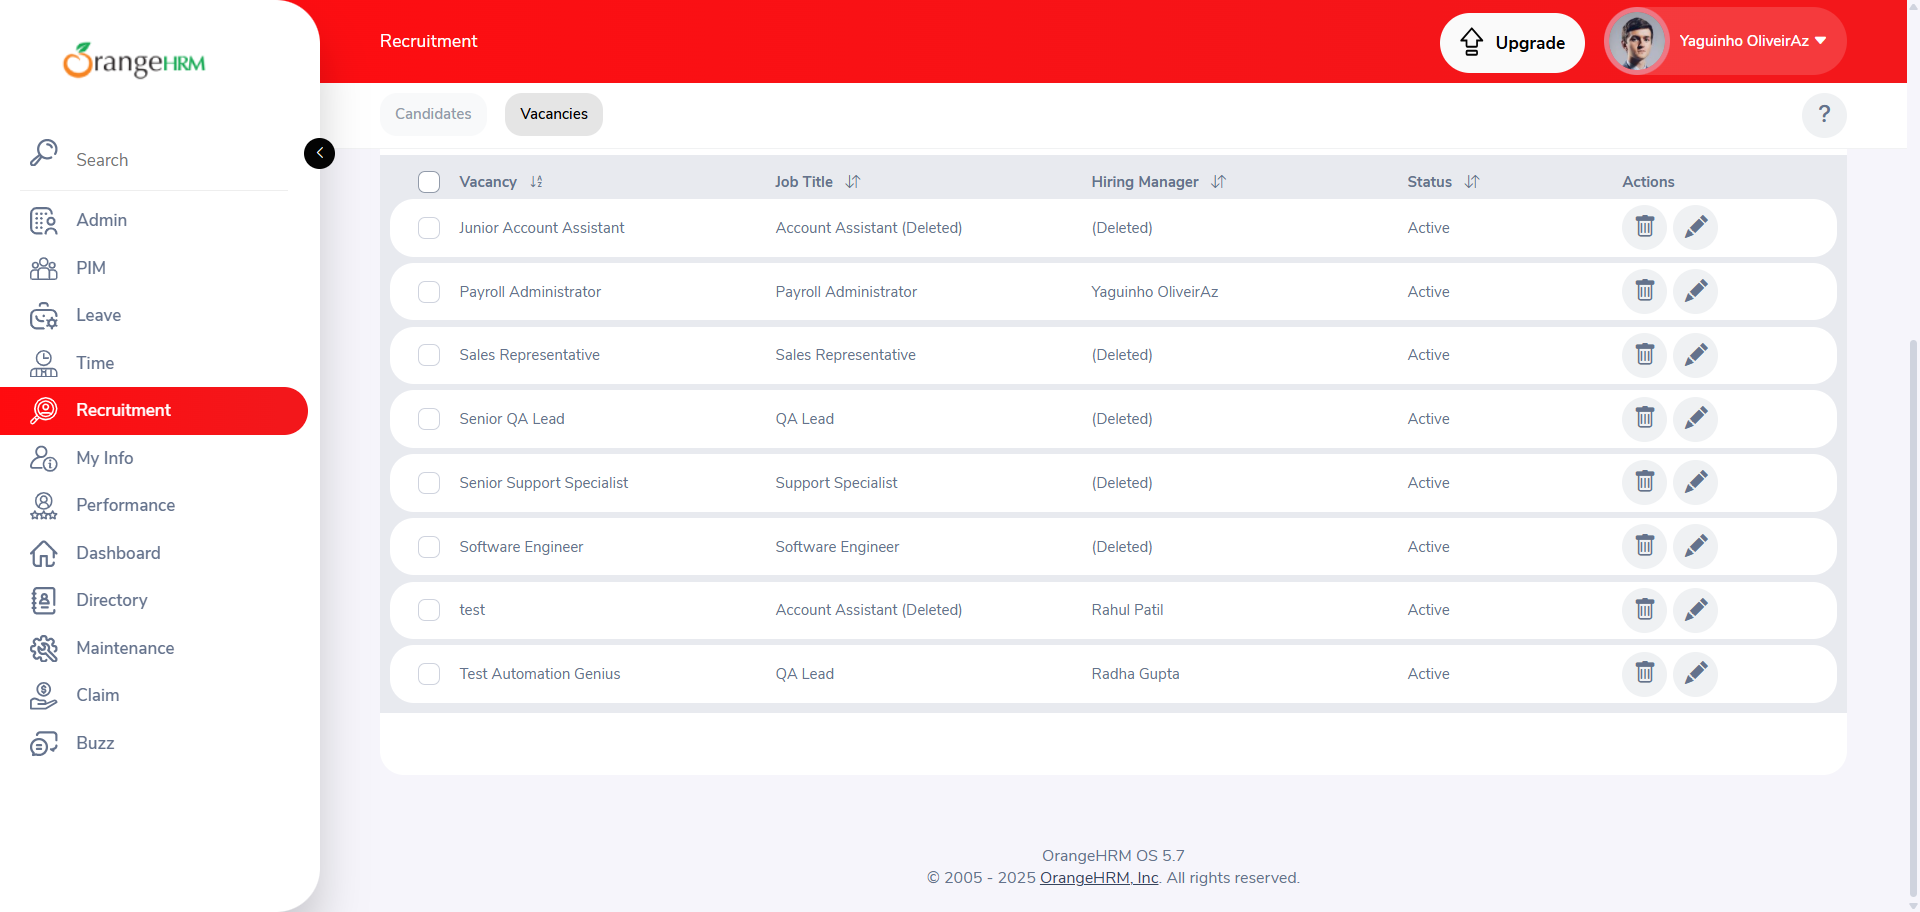 OrangeHRM
Recruitment
Upgrade
Yaguinho OliveirAz
Candidates
Vacancies
?
Search
Admin
PIM
Leave
Time
Recruitment
My Info
Performance
Dashboard
Directory
Maintenance
Claim
Buzz
Vacancy Job Title Hiring Manager Status Actions
Junior Account Assistant Account Assistant (Deleted) (Deleted) Active
Payroll Administrator Payroll Administrator Yaguinho OliveirAz Active
Sales Representative Sales Representative (Deleted) Active
Senior QA Lead QA Lead (Deleted) Active
Senior Support Specialist Support Specialist (Deleted) Active
Software Engineer Software Engineer (Deleted) Active
test Account Assistant (Deleted) Rahul Patil Active
Test Automation Genius QA Lead Radha Gupta Active
OrangeHRM OS 5.7
© 2005 - 2025 OrangeHRM, Inc. All rights reserved.